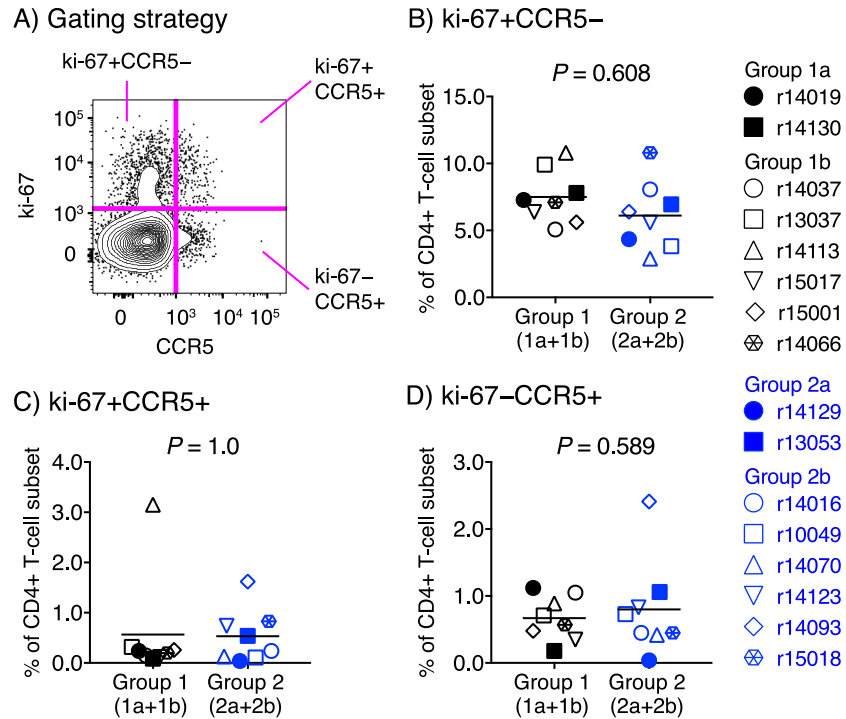 A) Gating strategy
ki-67+CCR5−
ki-67+
CCR5+
10⁵
10⁴
10³
0
ki-67
0
10³
10⁴
10⁵
CCR5
ki-67−
CCR5+
B) ki-67+CCR5−
P = 0.608
% of CD4+ T-cell subset
15.0
10.0
5.0
0.0
Group 1
(1a+1b)
Group 2
(2a+2b)
C) ki-67+CCR5+
P = 1.0
% of CD4+ T-cell subset
4.0
3.0
2.0
1.0
0.0
Group 1
(1a+1b)
Group 2
(2a+2b)
D) ki-67−CCR5+
P = 0.589
% of CD4+ T-cell subset
3.0
2.0
1.0
0.0
Group 1
(1a+1b)
Group 2
(2a+2b)
Group 1a
r14019
r14130
Group 1b
r14037
r13037
r14113
r15017
r15001
r14066
Group 2a
r14129
r13053
Group 2b
r14016
r10049
r14070
r14123
r14093
r15018